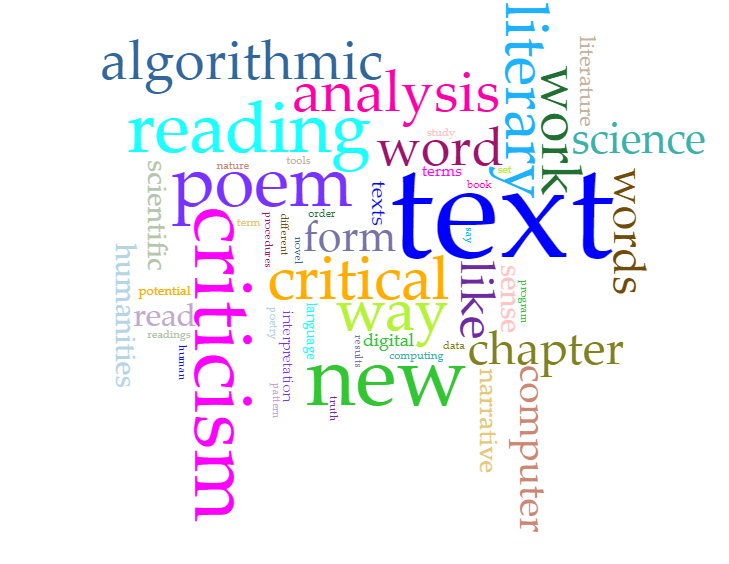 literary
literature
algorithmic
work
analysis
reading
science
study
word
scientific
nature
tools
terms
set
poem
texts
book
text
words
criticism
term
procedures
different
order
form
say
novel
humanities
critical
like
sense
program
potential
read
readings
human
poetry
interpretation
language
way
results
digital
computing
data
chapter
new
pattern
truth
narrative
computer